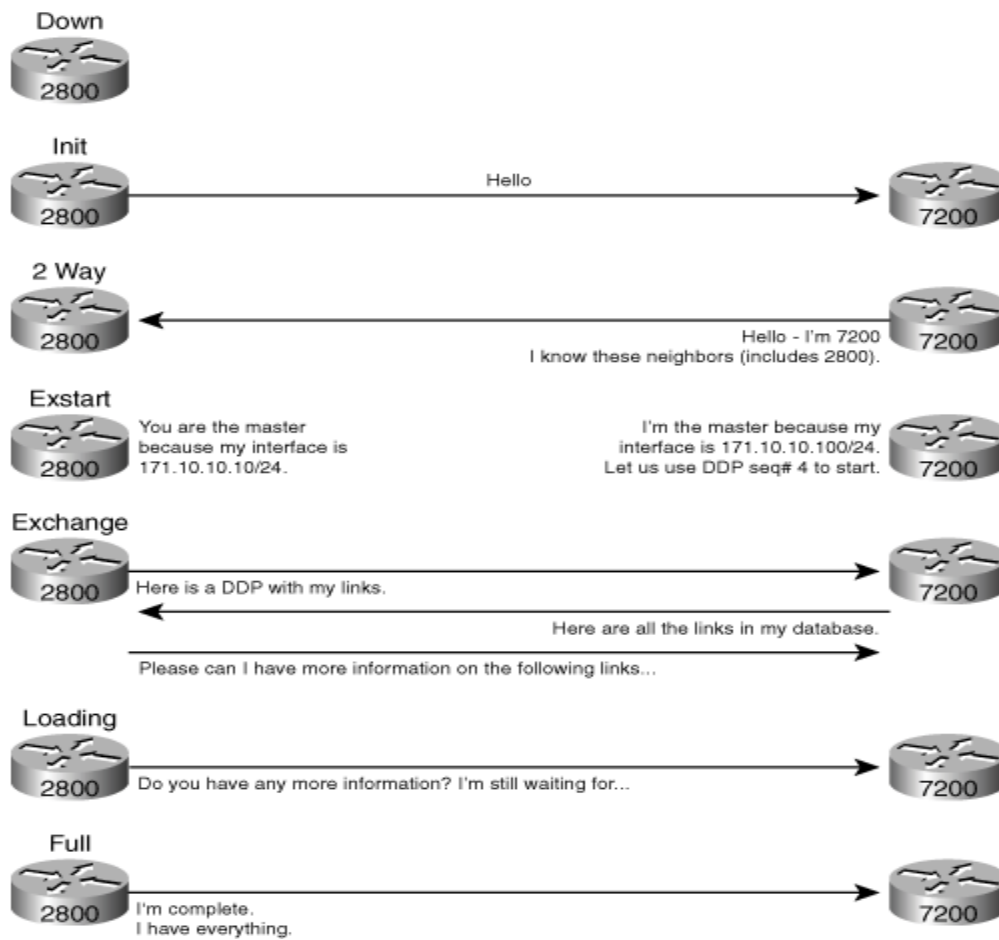 Down
2800
Init
2800
Hello
7200
2 Way
2800
7200
Hello - I'm 7200
I know these neighbors (includes 2800).
Exstart
2800
You are the master
because my interface is
171.10.10.10/24.
I'm the master because my
interface is 171.10.10.100/24.
Let us use DDP seq# 4 to start.
7200
Exchange
2800
7200
Here is a DDP with my links.
Here are all the links in my database.
Please can I have more information on the following links...
Loading
2800
7200
Do you have any more information? I'm still waiting for...
Full
2800
7200
I'm complete.
I have everything.